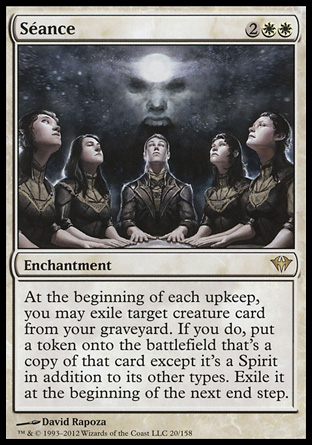 Séance 2
Enchantment
At the beginning of each upkeep,
you may exile target creature card
from your graveyard. If you do, put
a token onto the battlefield that's a
copy of that card except it's a Spirit
in addition to its other types. Exile it
at the beginning of the next end step.
David Rapoza
™ & © 1993–2012 Wizards of the Coast LLC 20/158